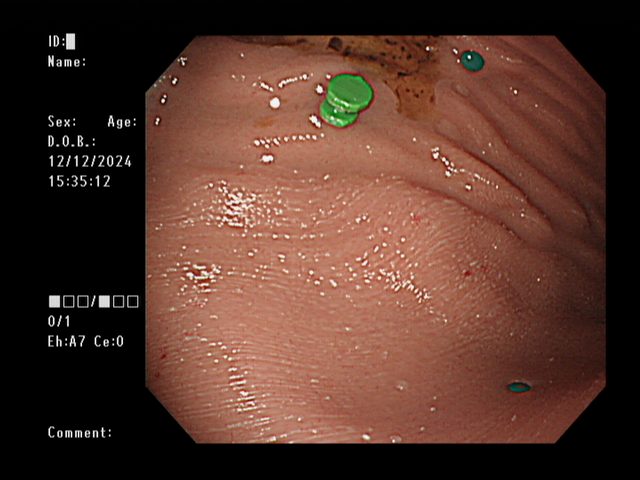 ID:
Name:
Sex: Age:
D.O.B.:
12/12/2024
15:35:12
■□□/■□□
0/1
Eh:A7 Ce:0
Comment: